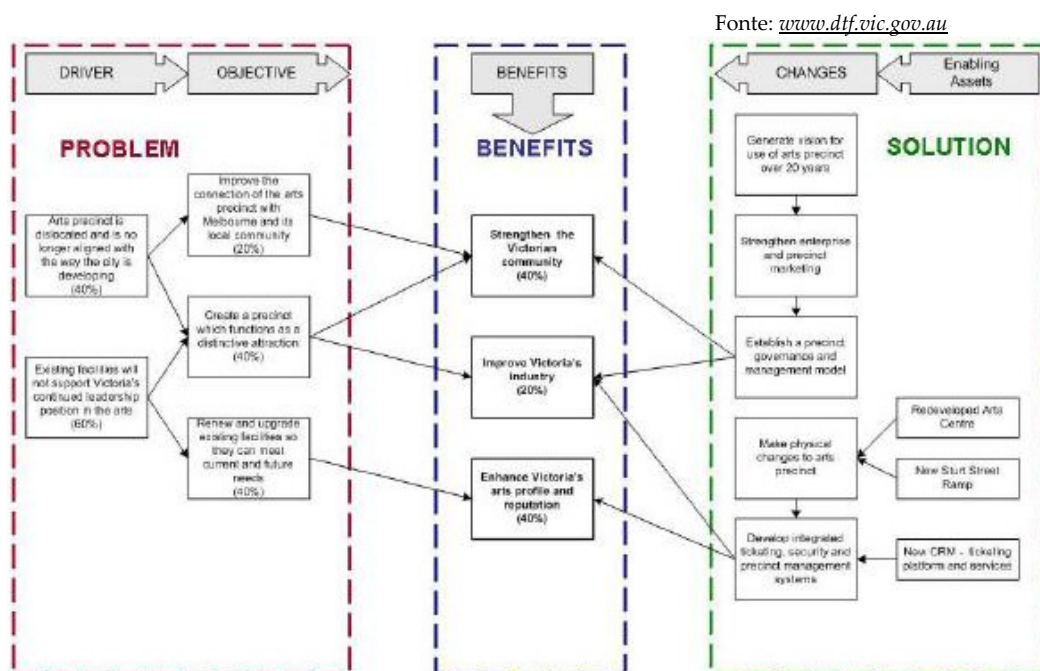 Fonte: www.dtf.vic.gov.au
DRIVER
OBJECTIVE
BENEFITS
CHANGES
Enabling
Assets
PROBLEM
BENEFITS
SOLUTION
Arts precinct is
dislocated and is no
longer aligned with
the way the city is
developing
(40%)
Existing facilities will
not support Victoria's
continued leadership
position in the arts
(60%)
Improve the
connection of the arts
precinct with
Melbourne and its
local community
(20%)
Create a precinct
which functions as a
distinctive attraction
(40%)
Renew and upgrade
existing facilities so
they can meet
current and future
needs
(40%)
Strengthen the
Victorian
community
(40%)
Improve Victoria's
industry
(20%)
Enhance Victoria's
arts profile and
reputation
(40%)
Generate vision for
use of arts precinct
over 20 years
Strengthen enterprise
and precinct
marketing
Establish a precinct
governance and
management model
Make physical
changes to arts
precinct
Develop integrated
ticketing, security and
precinct management
systems
Redeveloped Arts
Centre
New Sturt Street
Ramp
New CRM - ticketing
platform and services